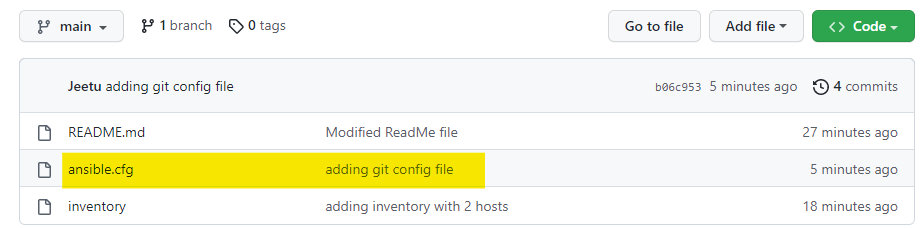 main 1 branch 0 tags Go to file Add file Code
Jeetu adding git config file b06c953 5 minutes ago 4 commits
README.md Modified ReadMe file 27 minutes ago
ansible.cfg adding git config file 5 minutes ago
inventory adding inventory with 2 hosts 18 minutes ago